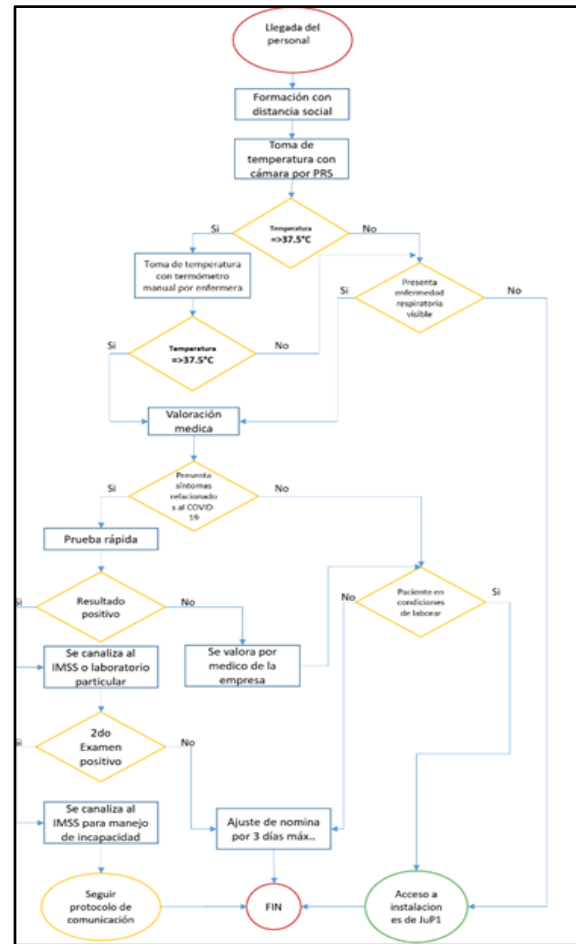 Llegada del
personal
Formación con
distancia social
Toma de
temperatura con
cámara por PRS
Si
Temperatura
=>37.5°C
No
Toma de temperatura
con termómetro
manual por enfermera
Si
Presenta
enfermedad
respiratoria
visible
No
Si
Temperatura
=>37.5°C
No
Valoración
medica
Si
Presenta
síntomas
relacionado
s al COVID
19
No
Prueba rápida
Si
Resultado
positivo
No
No
Paciente en
condiciones
de laborar
Si
Se canaliza al
IMSS o laboratorio
particular
Se valora por
medico de la
empresa
Si
2do
Examen
positivo
No
Se canaliza al
IMSS para manejo
de incapacidad
Ajuste de nomina
por 3 días máx..
Seguir
protocolo de
comunicación
FIN
Acceso a
instalacion
es de JuP1